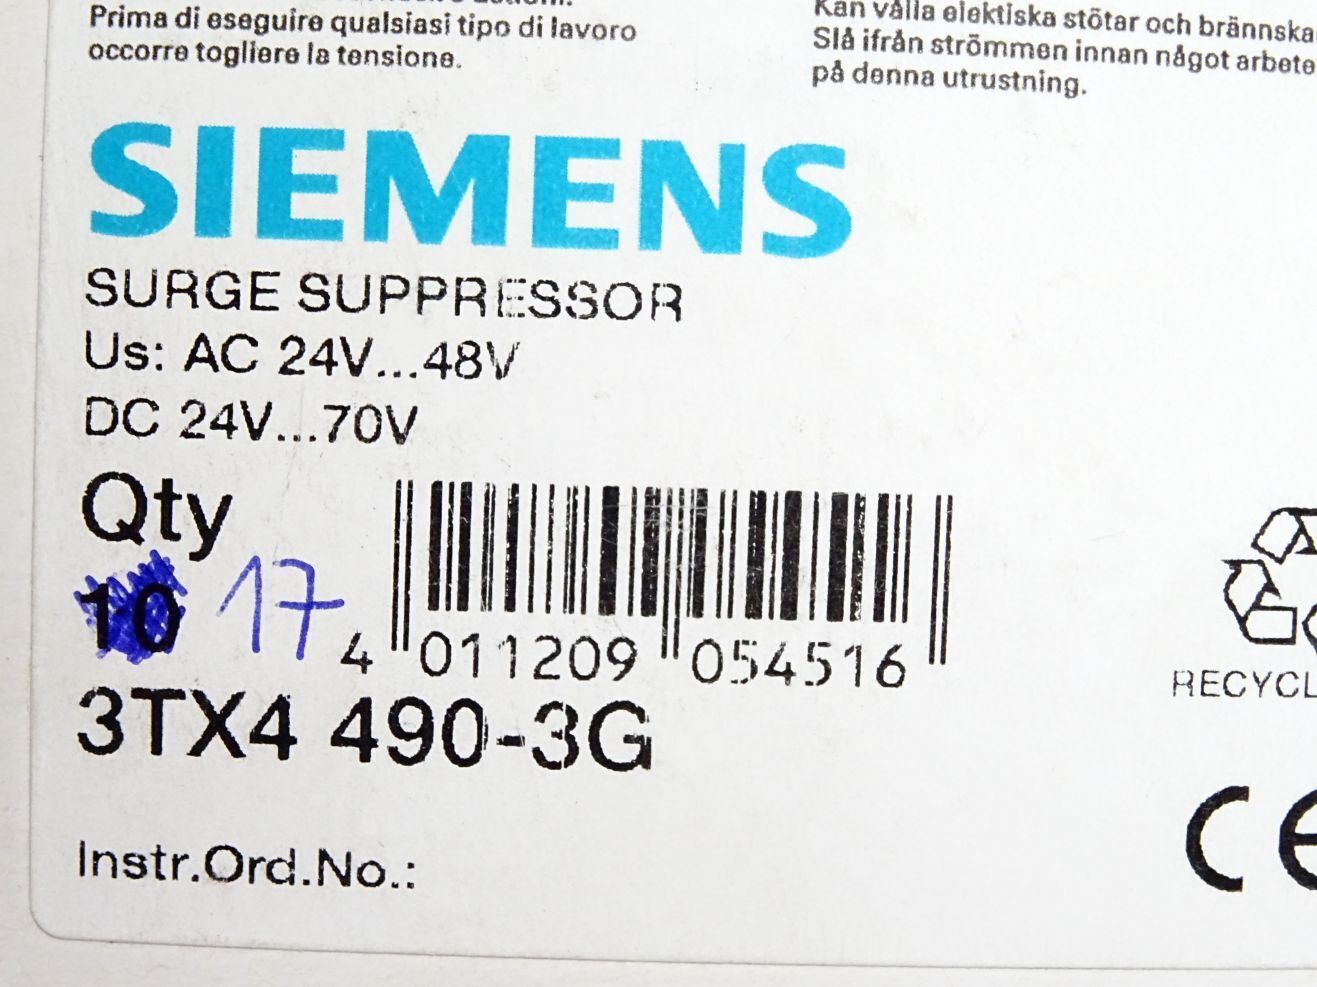 Prima di eseguire qualsiasi tipo di lavoro
occorre togliere la tensione.
Kan vålla elektiska stötar och brännska
Slå ifrån strömmen innan något arbete
på denna utrustning.
SIEMENS
SURGE SUPPRESSOR
Us: AC 24V...48V
DC 24V...70V
Qty
10 17
4 011209 054516
3TX4 490-3G
RECYCL
Instr.Ord.No.:
CE